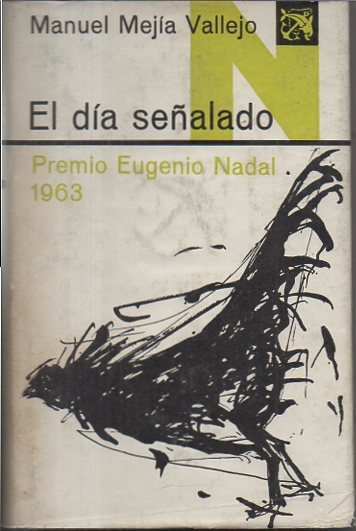 Manuel Mejía Vallejo
N
El día señalado
Premio Eugenio Nadal
1963